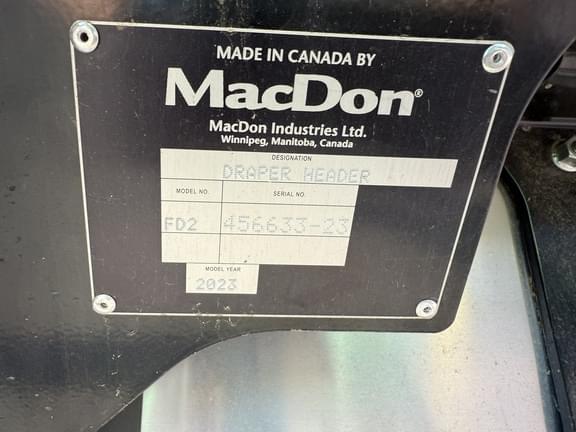 MADE IN CANADA BY
MacDon®
MacDon Industries Ltd.
Winnipeg, Manitoba, Canada
DESIGNATION
DRAPER HEADER
MODEL NO. SERIAL NO.
FD2 456633-23
MODEL YEAR
2023